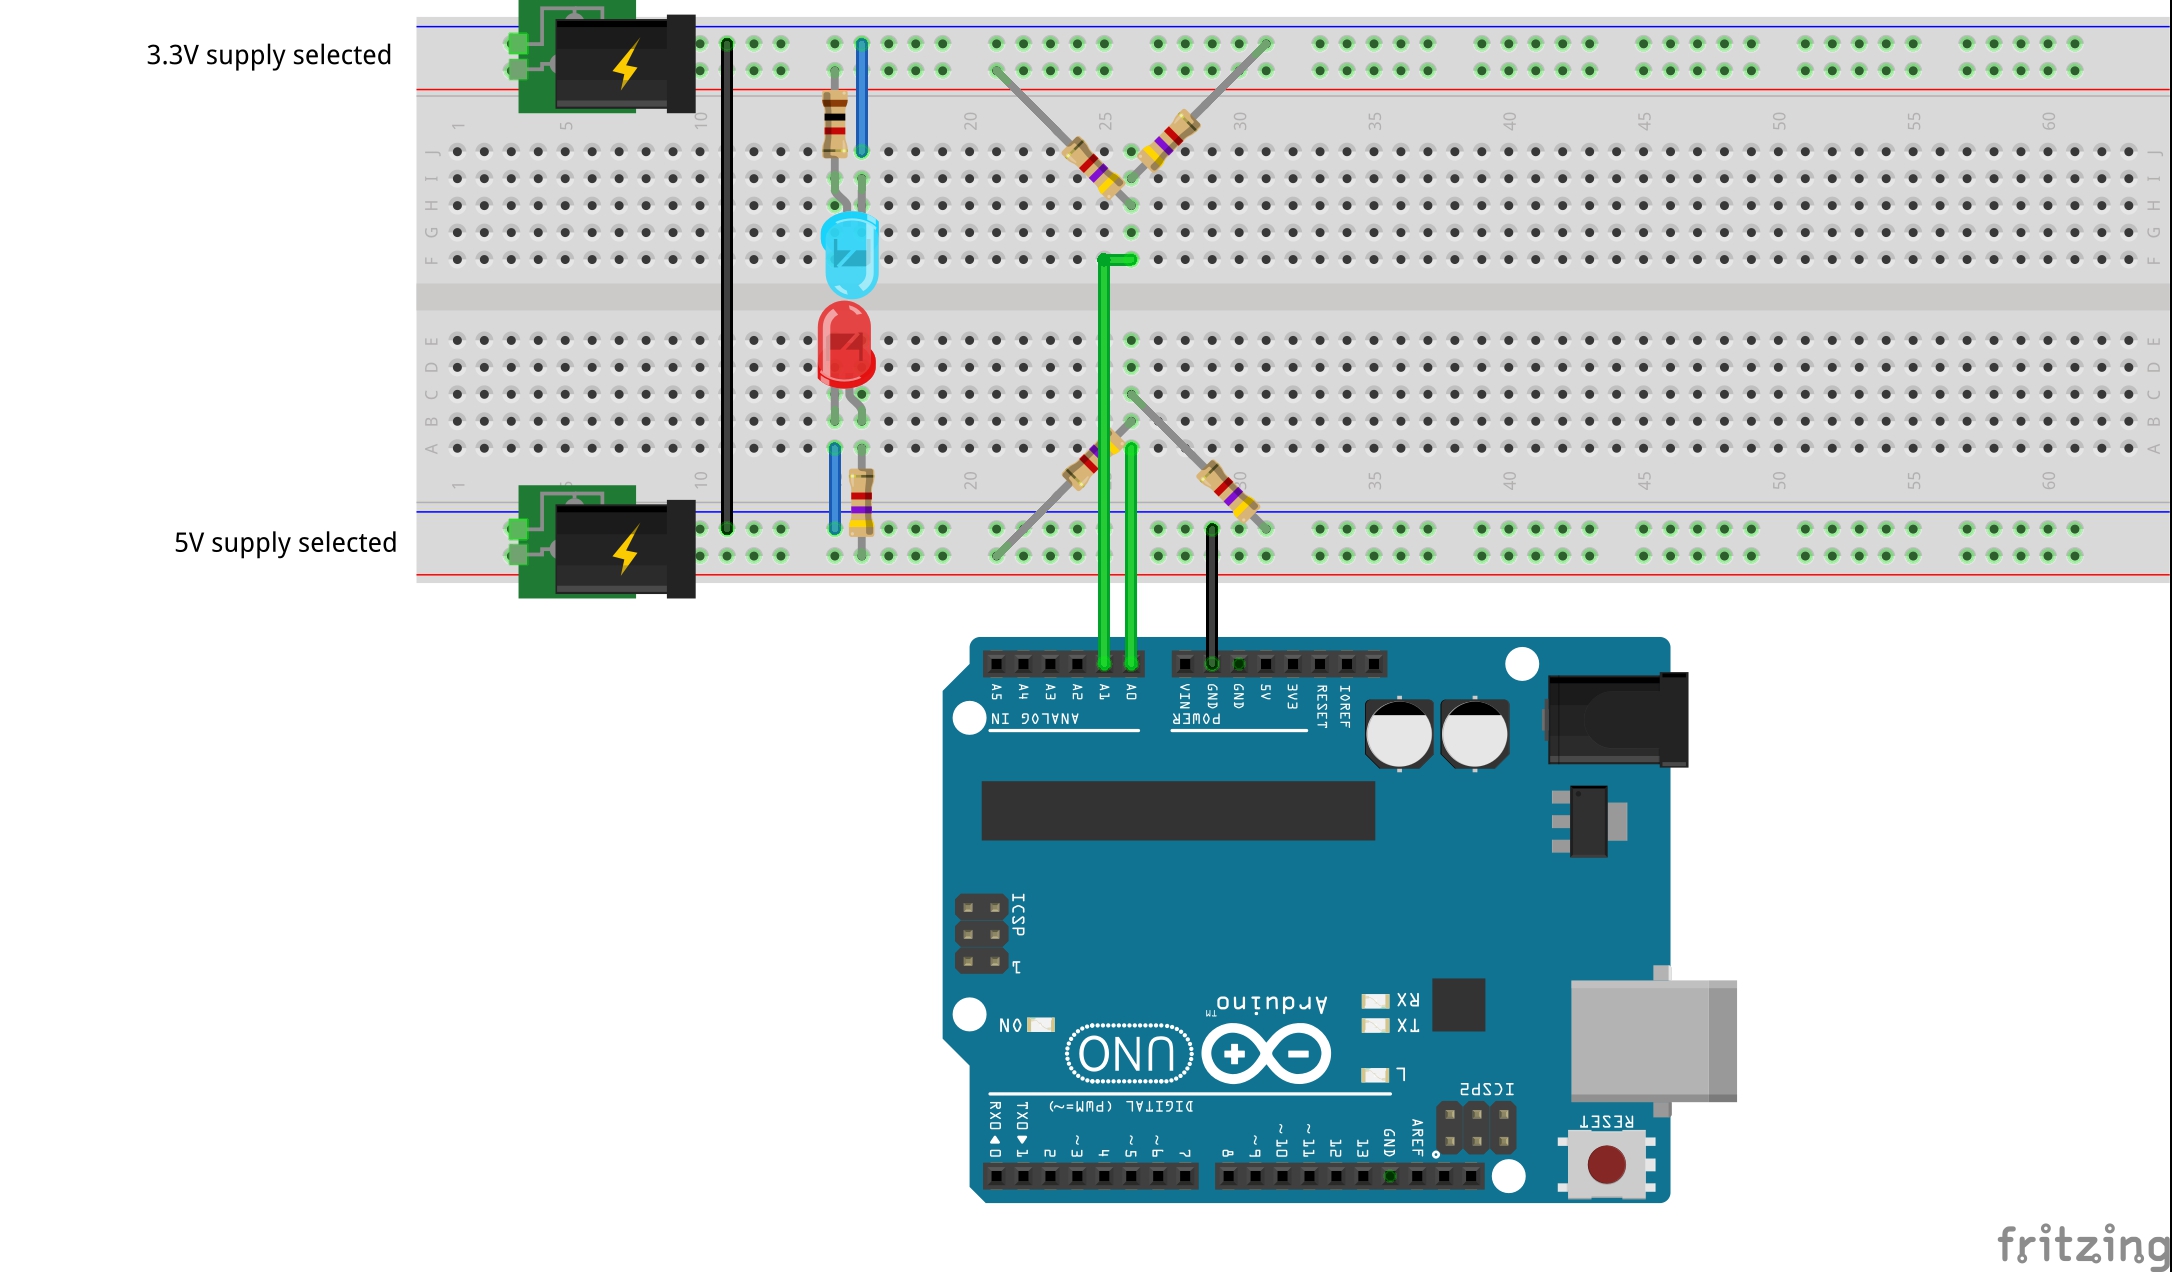 3.3V supply selected
1 5 10 20 25 30 35 40 45 50 55 60
J J
I I
H H
G G
F F
E E
D D
C C
B B
A A
1 5 10 20 30 35 40 45 50 55 60
5V supply selected
A5 A4 A3 A2 A1 A0 VIN GND GND 5V 3V3 RESET IOREF
ANALOG IN POWER
ICSP
1
Arduino
TM
RX
ON
TX
UNO
L
ICSP2
DIGITAL (PWM=~)
RESET
RX0 0 TX0 1 2 ~3 4 ~5 ~6 7 8 ~9 ~10 ~11 12 13 GND AREF
fritzing